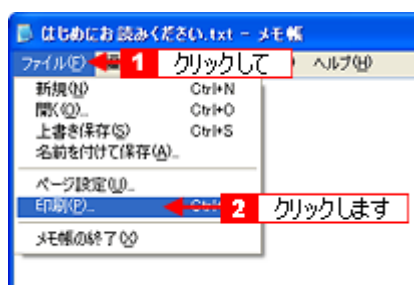 はじめにお読みください.txt - メモ帳
ファイル(F) 1 クリックして ヘルプ(H)
新規(N) Ctrl+N
開く(O)... Ctrl+O
上書き保存(S) Ctrl+S
名前を付けて保存(A)...
ページ設定(U)...
印刷(P)... 2 クリックします
メモ帳の終了(X)